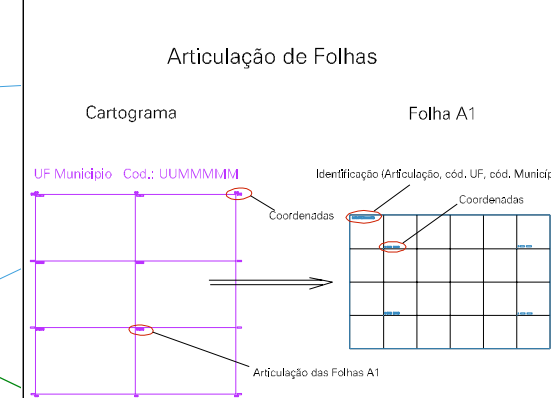 Articulação de Folhas
Cartograma
Folha A1
UF Municipio Cod.: UUMMMMM
Identificação (Articulação, cód. UF, cód. Municíp
Coordenadas
Coordenadas
Articulação das Folhas A1